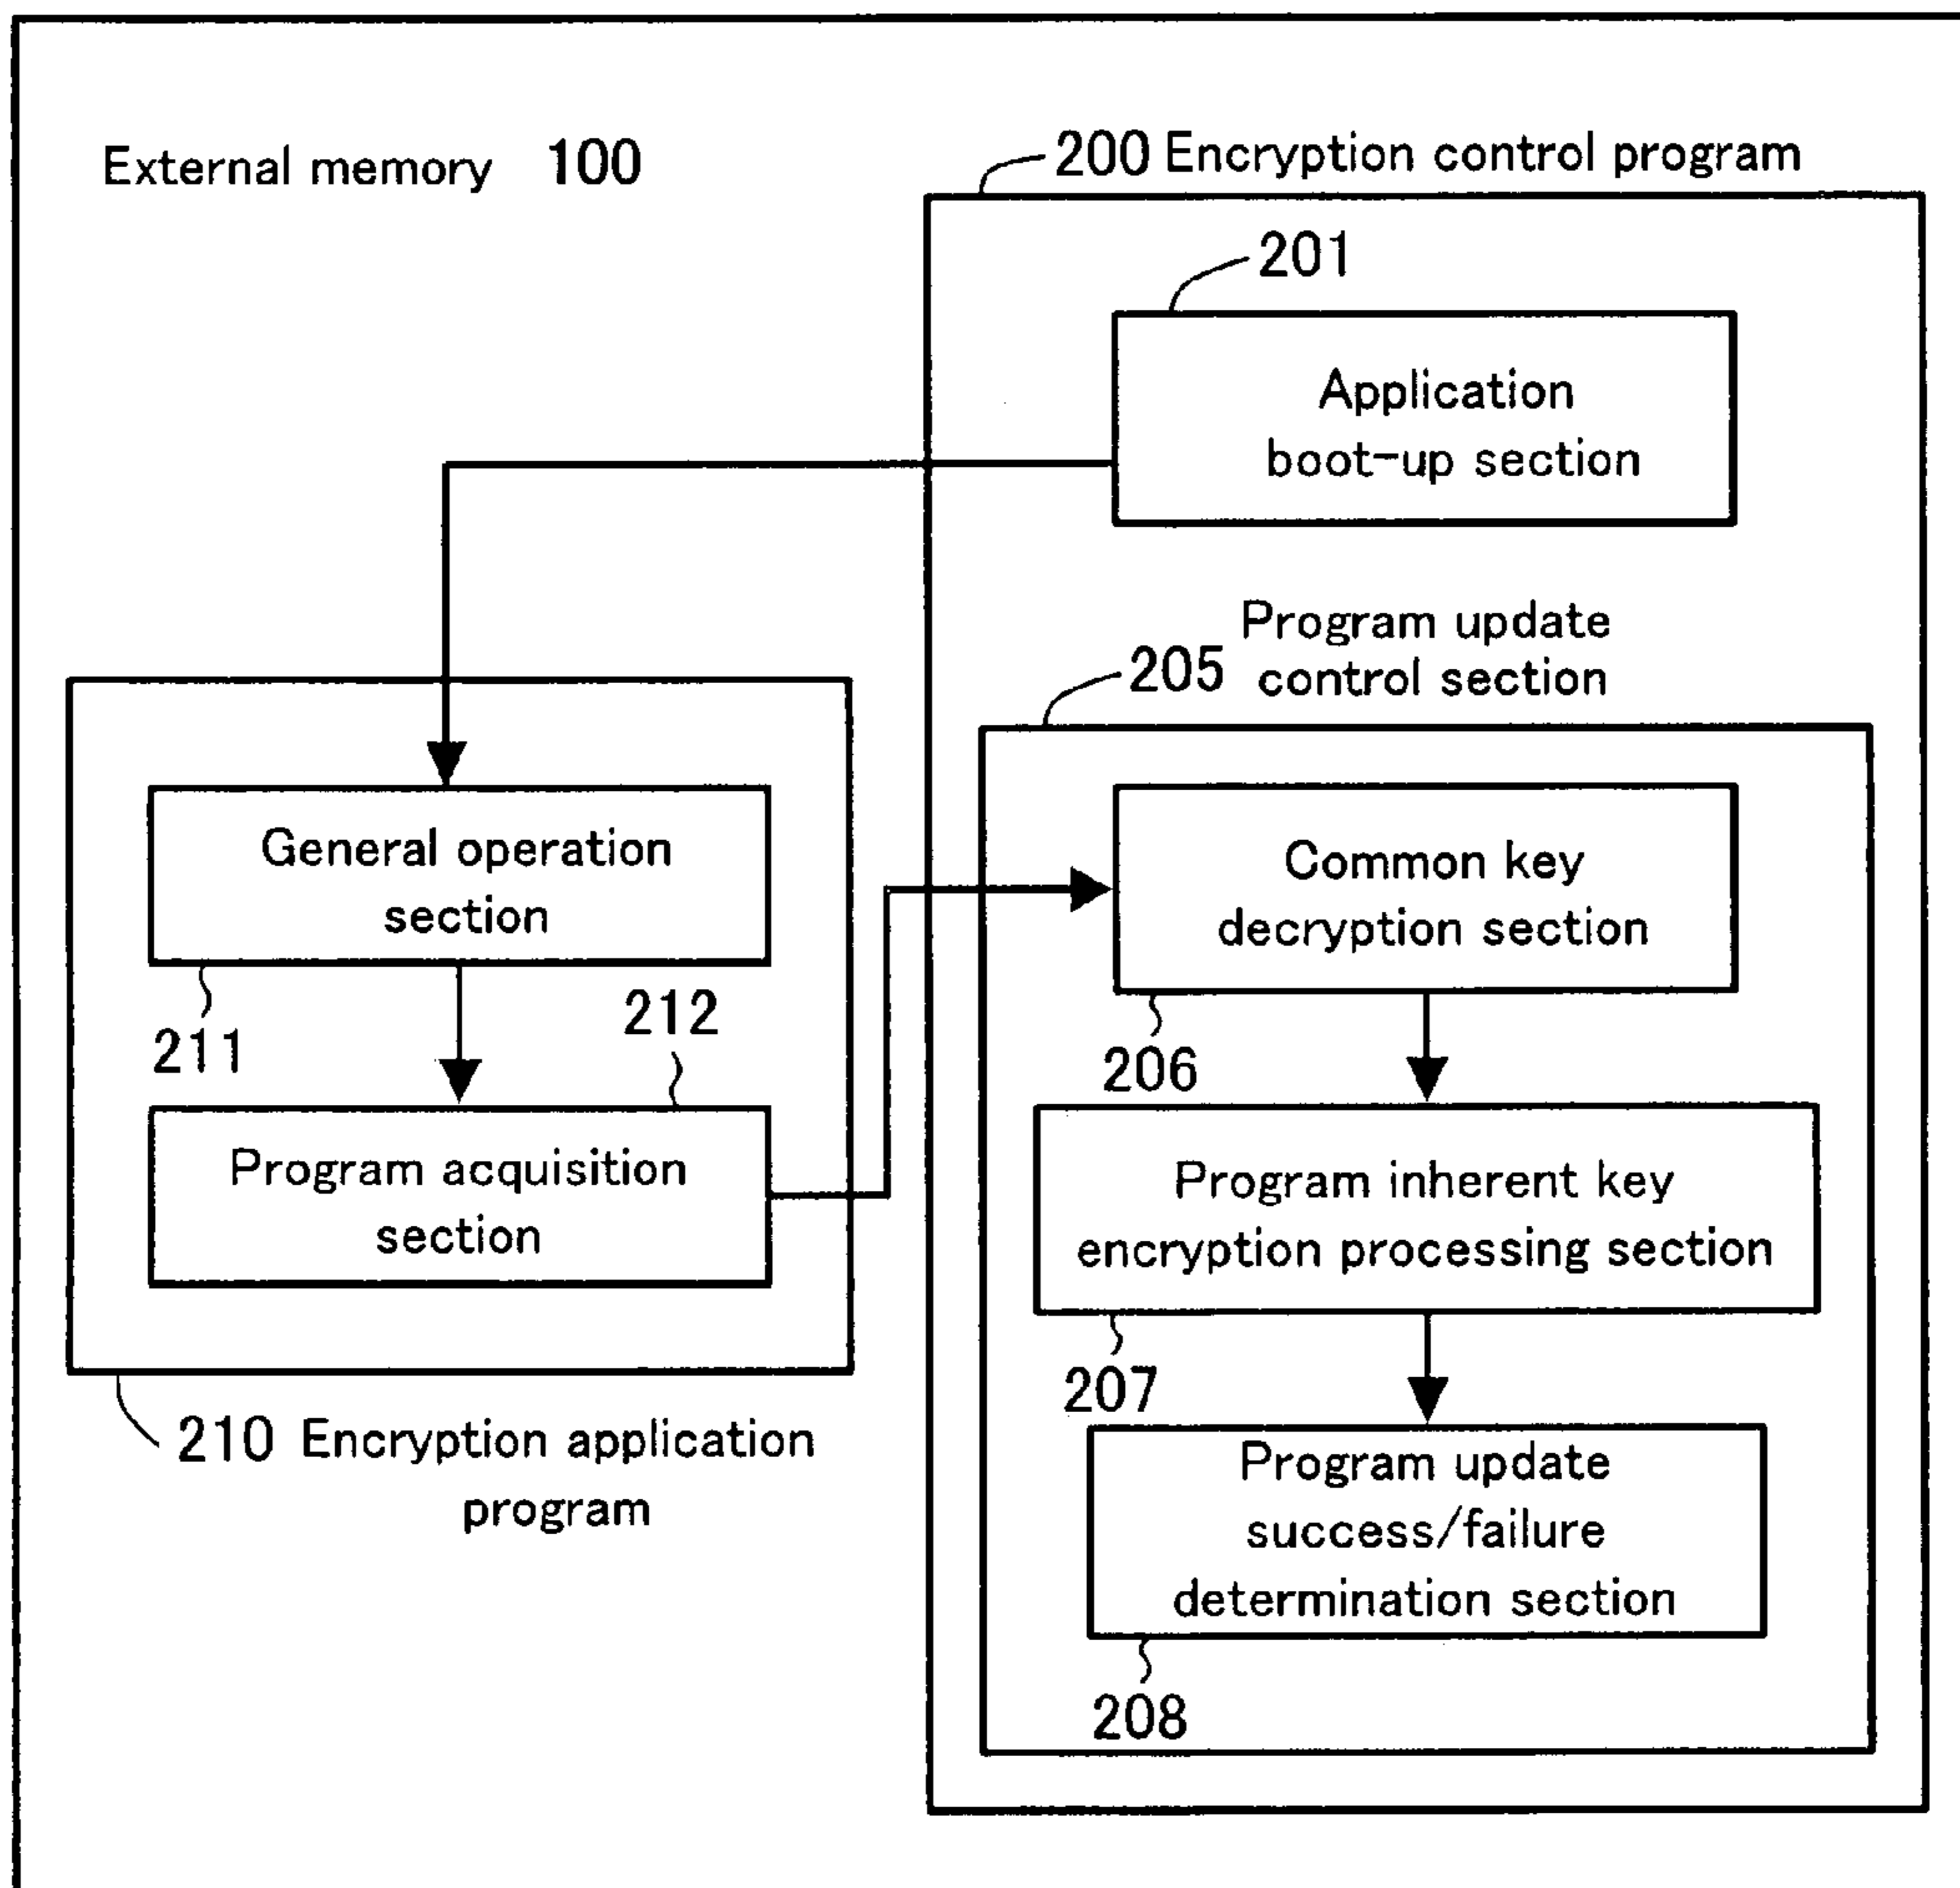 External memory 100
200 Encryption control program
201
Application
boot-up section
Program update
205 control section
General operation
section
211
212
Program acquisition
section
210 Encryption application
program
Common key
decryption section
206
Program inherent key
encryption processing section
207
Program update
success/failure
determination section
208